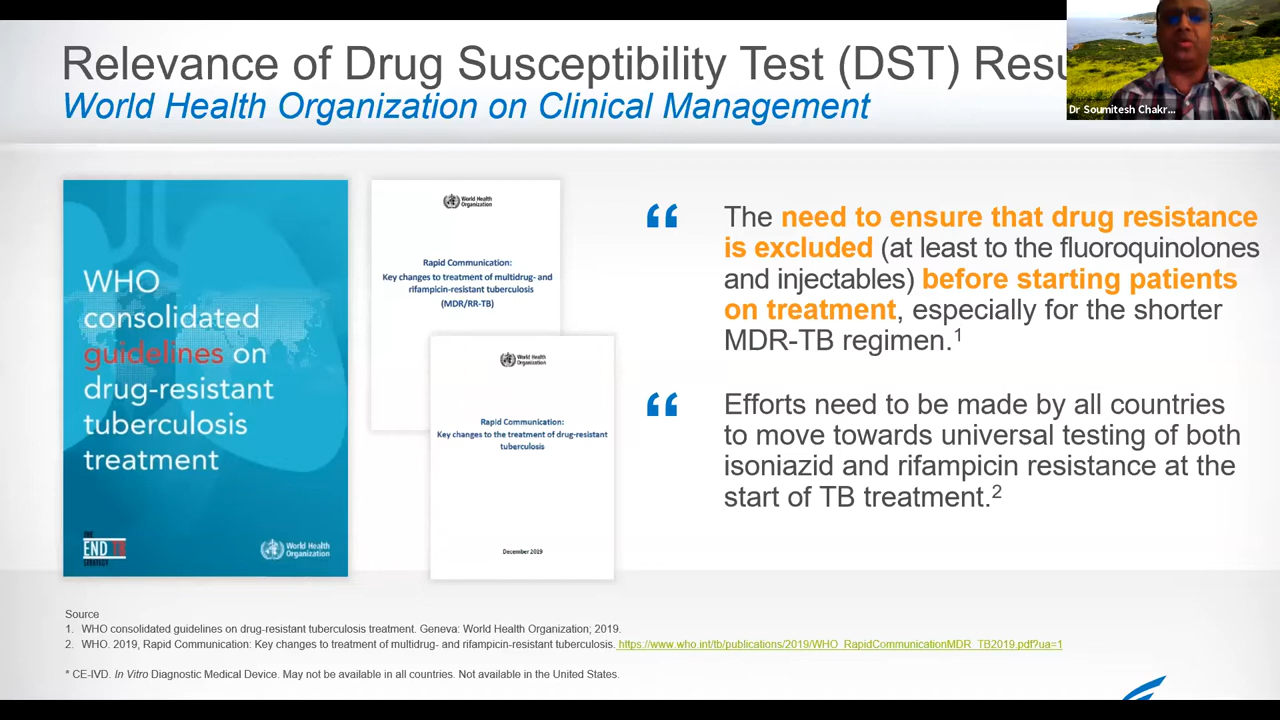 Relevance of Drug Susceptibility Test (DST) Resu
World Health Organization on Clinical Management
Dr Soumitesh Chakr...
WHO
consolidated
guidelines on
drug-resistant
tuberculosis
treatment
THE
END TB
STRATEGY
World Health
Organization
World Health
Organization
Rapid Communication:
Key changes to treatment of multidrug- and
rifampicin-resistant tuberculosis
(MDR/RR-TB)
World Health
Organization
Rapid Communication:
Key changes to the treatment of drug-resistant
tuberculosis
December 2019
“ The need to ensure that drug resistance
is excluded (at least to the fluoroquinolones
and injectables) before starting patients
on treatment, especially for the shorter
MDR-TB regimen.1
“ Efforts need to be made by all countries
to move towards universal testing of both
isoniazid and rifampicin resistance at the
start of TB treatment.2
Source
1. WHO consolidated guidelines on drug-resistant tuberculosis treatment. Geneva: World Health Organization; 2019.
2. WHO. 2019, Rapid Communication: Key changes to treatment of multidrug- and rifampicin-resistant tuberculosis. https://www.who.int/tb/publications/2019/WHO_RapidCommunicationMDR_TB2019.pdf?ua=1
* CE-IVD. In Vitro Diagnostic Medical Device. May not be available in all countries. Not available in the United States.